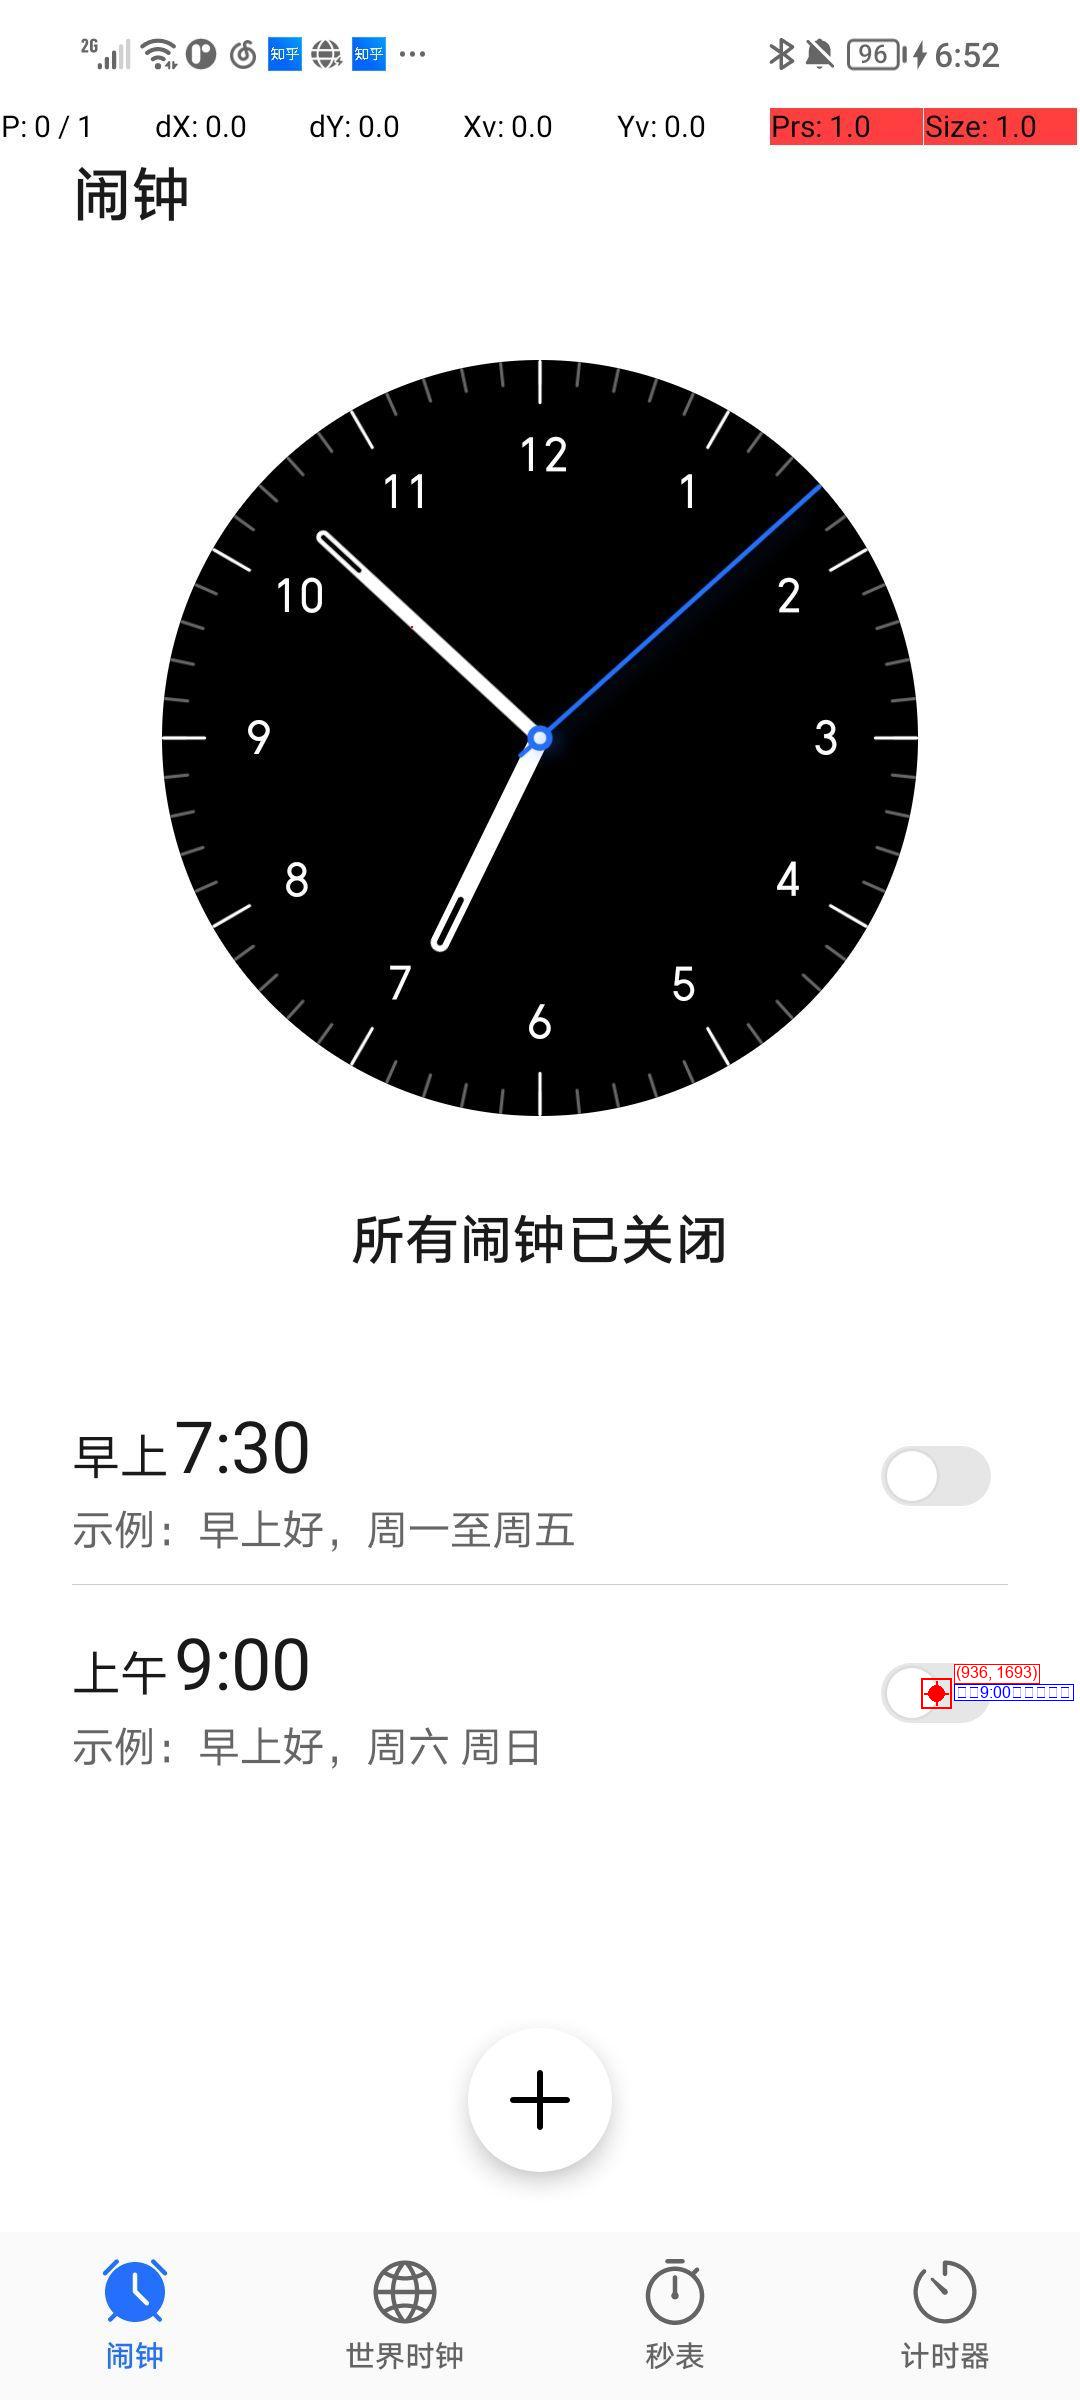 2G 知乎 知乎 ··· 96 6:52
P: 0 / 1 dX: 0.0 dY: 0.0 Xv: 0.0 Yv: 0.0 Prs: 1.0 Size: 1.0
闹钟
12
11 1
10 2
9 3
8 4
7 5
6
所有闹钟已关闭
早上 7:30
示例：早上好，周一至周五
上午 9:00
(936, 1693)
9:00
示例：早上好，周六 周日
闹钟 世界时钟 秒表 计时器